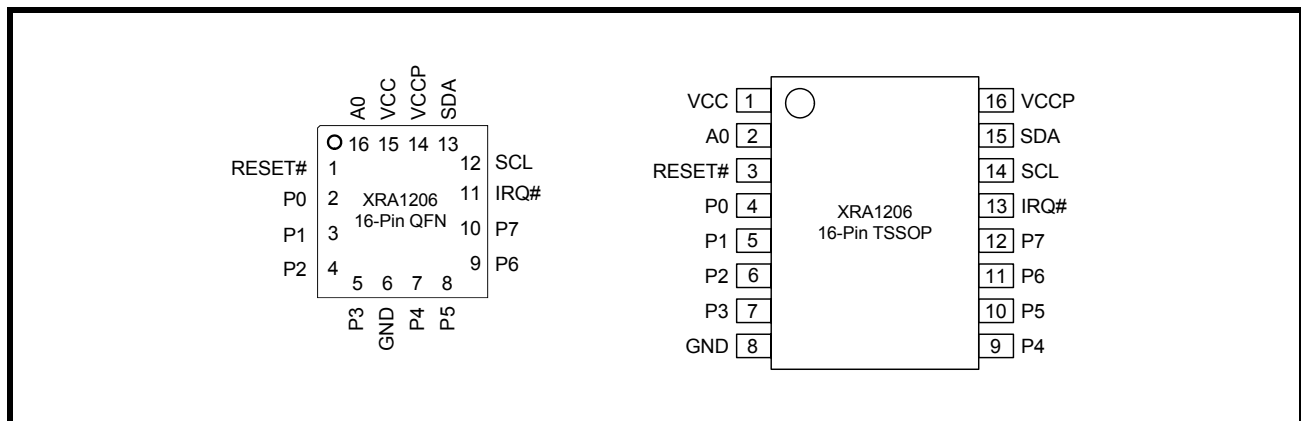 A0
VCC
VCCP
SDA
16 15 14 13
RESET# 1
P0 2
P1 3
P2 4
XRA1206
16-Pin QFN
12 SCL
11 IRQ#
10 P7
9 P6
5 6 7 8
P3
GND
P4
P5
VCC 1
A0 2
RESET# 3
P0 4
P1 5
P2 6
P3 7
GND 8
XRA1206
16-Pin TSSOP
16 VCCP
15 SDA
14 SCL
13 IRQ#
12 P7
11 P6
10 P5
9 P4